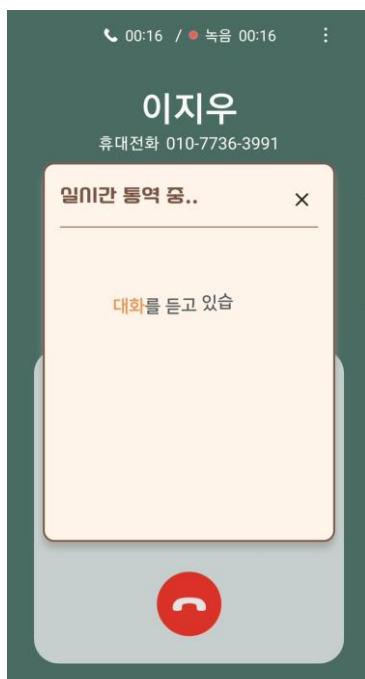 00:16 / 녹음 00:16
이지우
휴대전화 010-7736-3991
실시간 통역 중..
대화를 듣고 있습